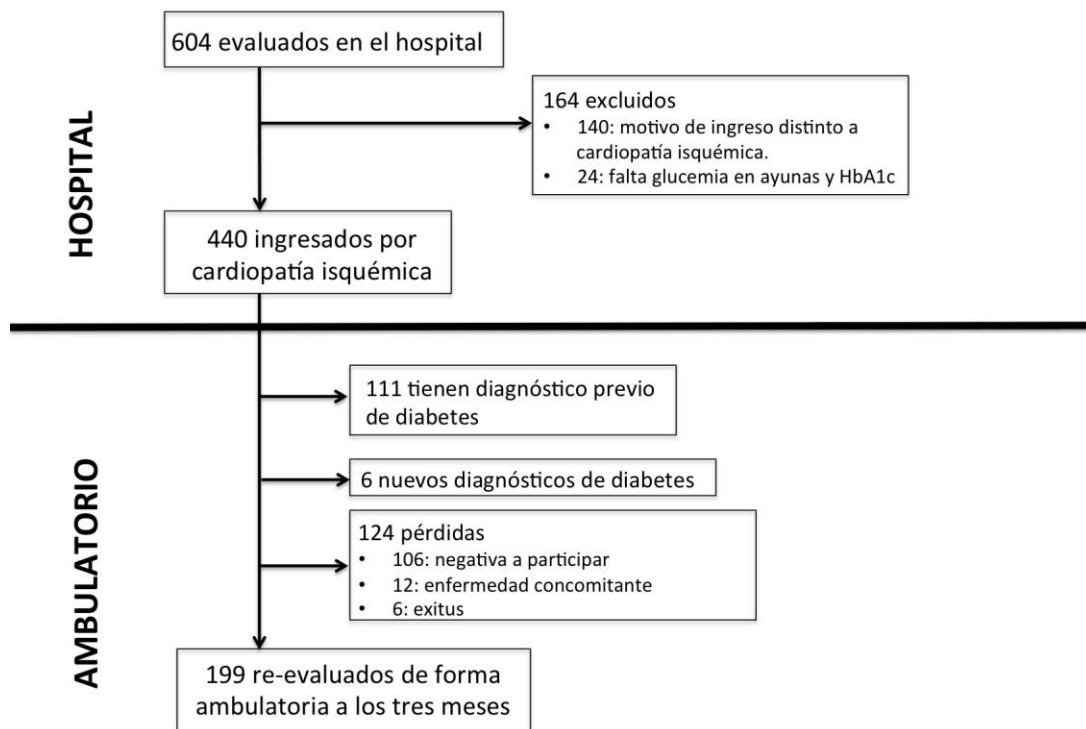 604 evaluados en el hospital
HOSPITAL
164 excluidos
• 140: motivo de ingreso distinto a
cardiopatía isquémica.
• 24: falta glucemia en ayunas y HbA1c
440 ingresados por
cardiopatía isquémica
AMBULATORIO
111 tienen diagnóstico previo
de diabetes
6 nuevos diagnósticos de diabetes
124 pérdidas
• 106: negativa a participar
• 12: enfermedad concomitante
• 6: exitus
199 re-evaluados de forma
ambulatoria a los tres meses